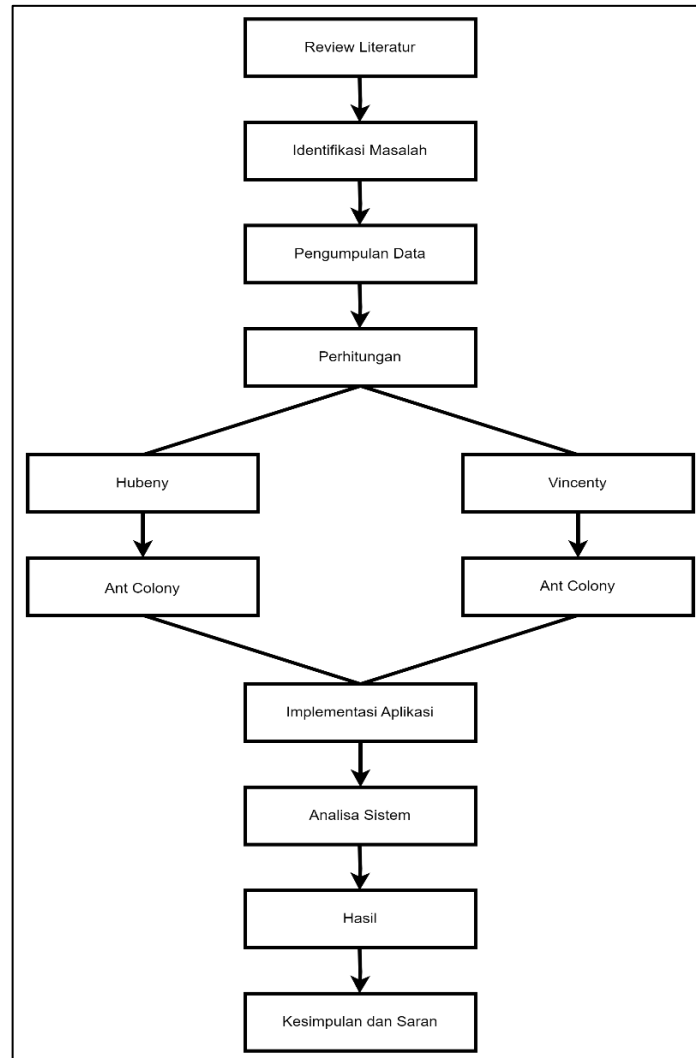 Review Literatur
Identifikasi Masalah
Pengumpulan Data
Perhitungan
Hubeny
Vincenty
Ant Colony
Ant Colony
Implementasi Aplikasi
Analisa Sistem
Hasil
Kesimpulan dan Saran